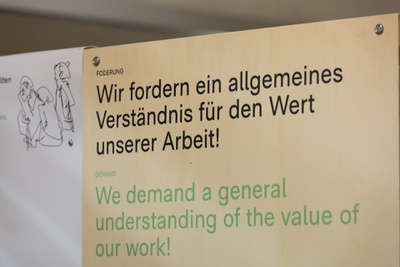 FODERUNG
Wir fordern ein allgemeines
Verständnis für den Wert
unserer Arbeit!
DEMAND
We demand a general
understanding of the value of
our work!